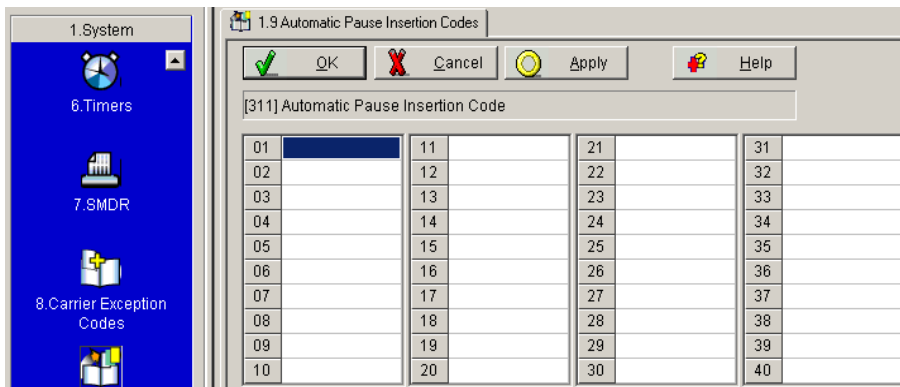 1.System
6.Timers
7.SMDR
8.Carrier Exception
Codes
1.9 Automatic Pause Insertion Codes
OK Cancel Apply Help
[311] Automatic Pause Insertion Code
01 11 21 31
02 12 22 32
03 13 23 33
04 14 24 34
05 15 25 35
06 16 26 36
07 17 27 37
08 18 28 38
09 19 29 39
10 20 30 40